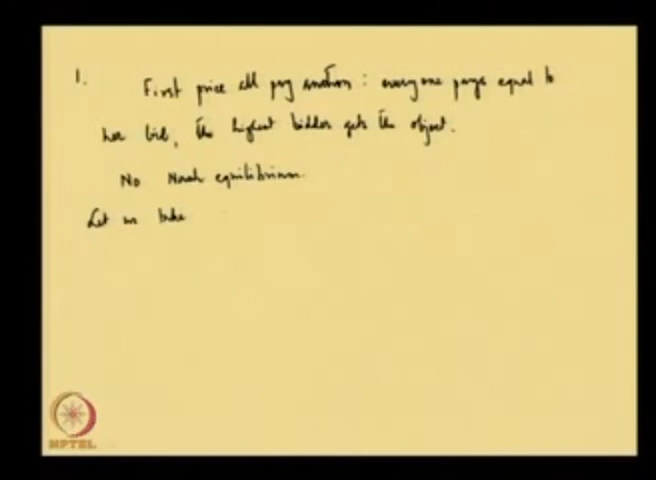 1. First price all pay auction : everyone pays equal to
her bid, the highest bidder gets the object.
No Nash equilibrium.
Let us take
NPTEL